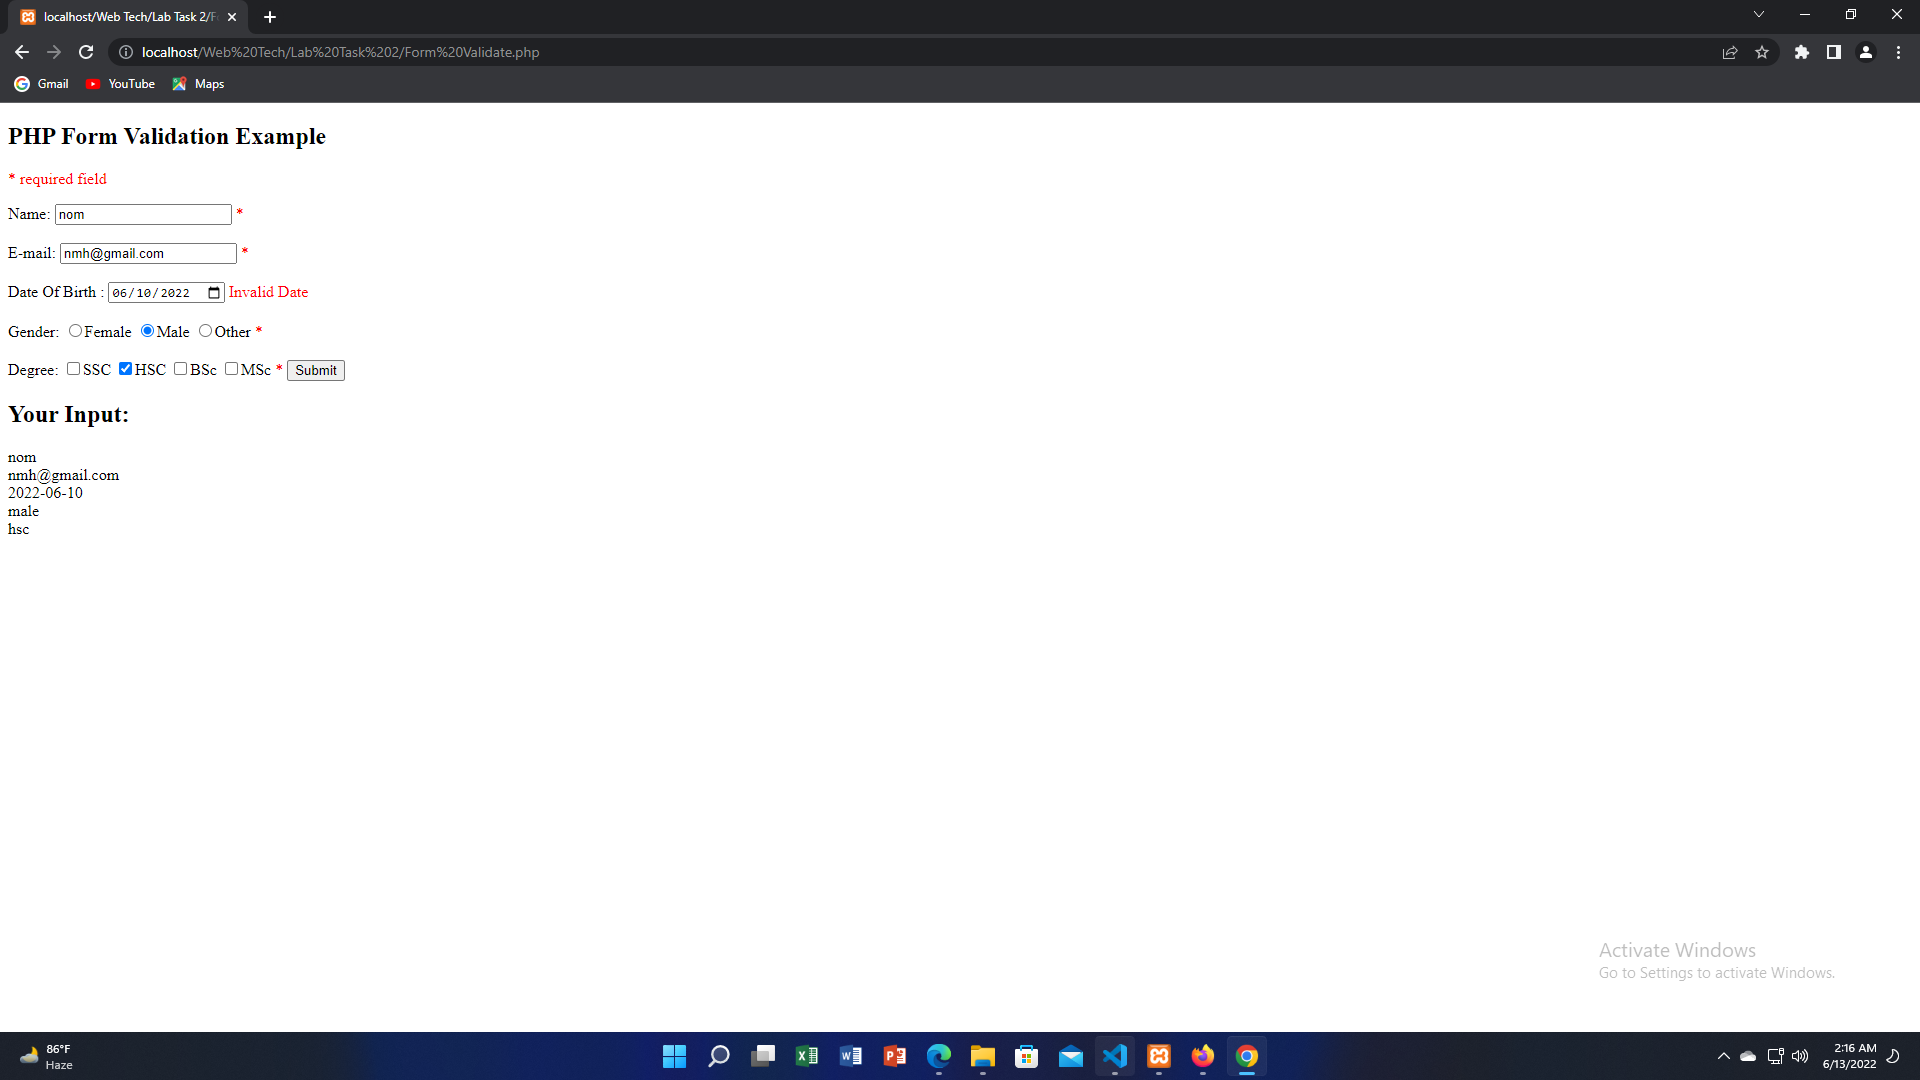 localhost/Web Tech/Lab Task 2/F
localhost/Web%20Tech/Lab%20Task%202/Form%20Validate.php
Gmail YouTube Maps
PHP Form Validation Example
* required field
Name: nom *
E-mail: nmh@gmail.com *
Date Of Birth : 06/10/2022 Invalid Date
Gender: Female Male Other *
Degree: SSC HSC BSc MSc * Submit
Your Input:
nom
nmh@gmail.com
2022-06-10
male
hsc
Activate Windows
Go to Settings to activate Windows.
86°F
Haze
2:16 AM
6/13/2022